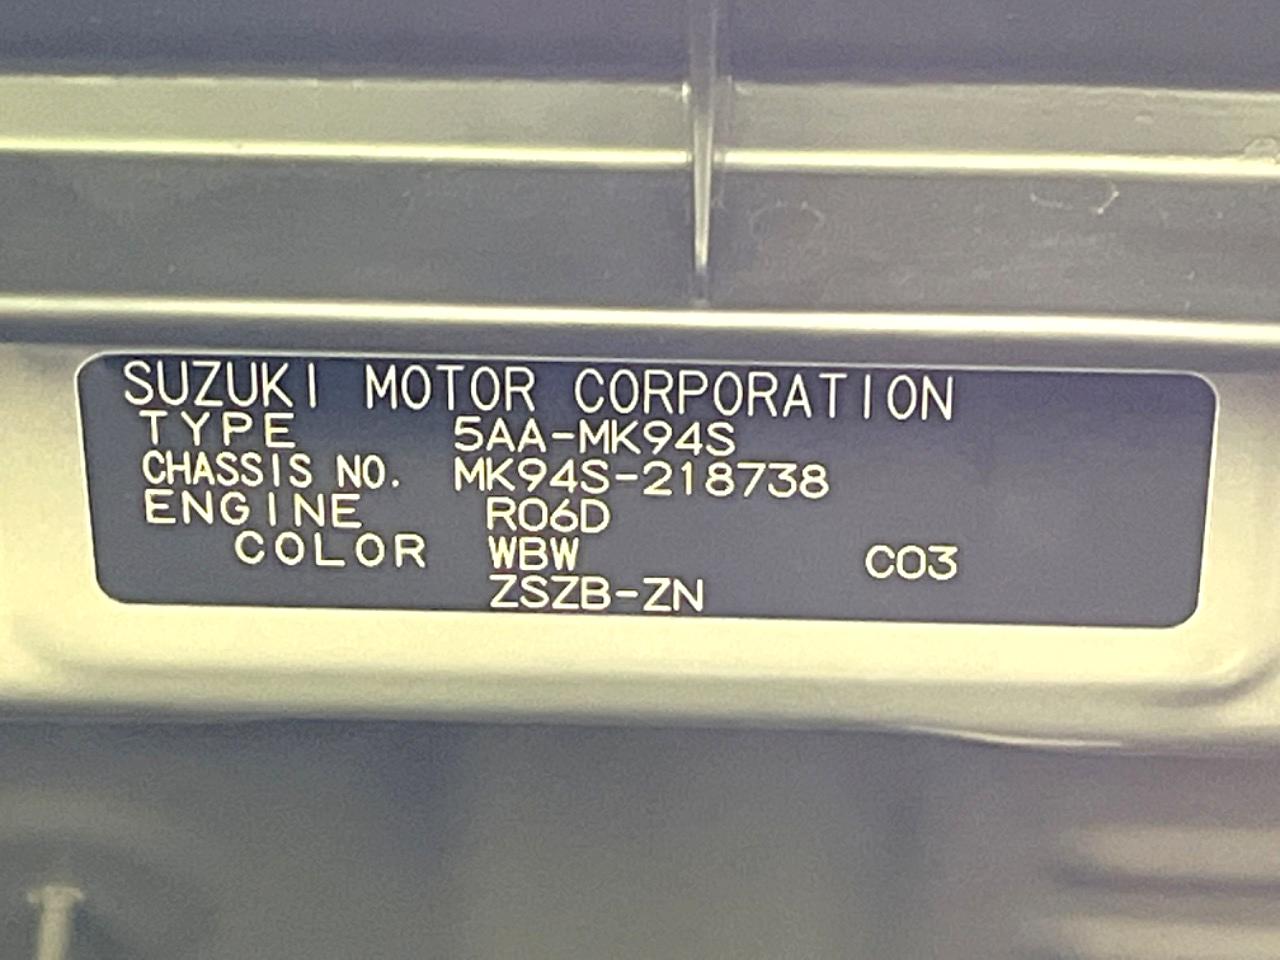 SUZUKI MOTOR CORPORATION
TYPE 5AA-MK94S
CHASSIS NO. MK94S-218738
ENGINE R06D
COLOR WBW C03
ZSZB-ZN